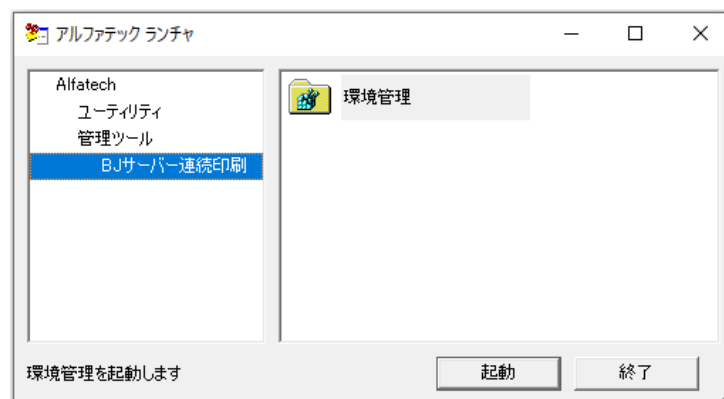 アルファテック ランチャ
Alfatech
ユーティリティ
管理ツール
BJサーバー連続印刷
環境管理
環境管理を起動します
起動
終了